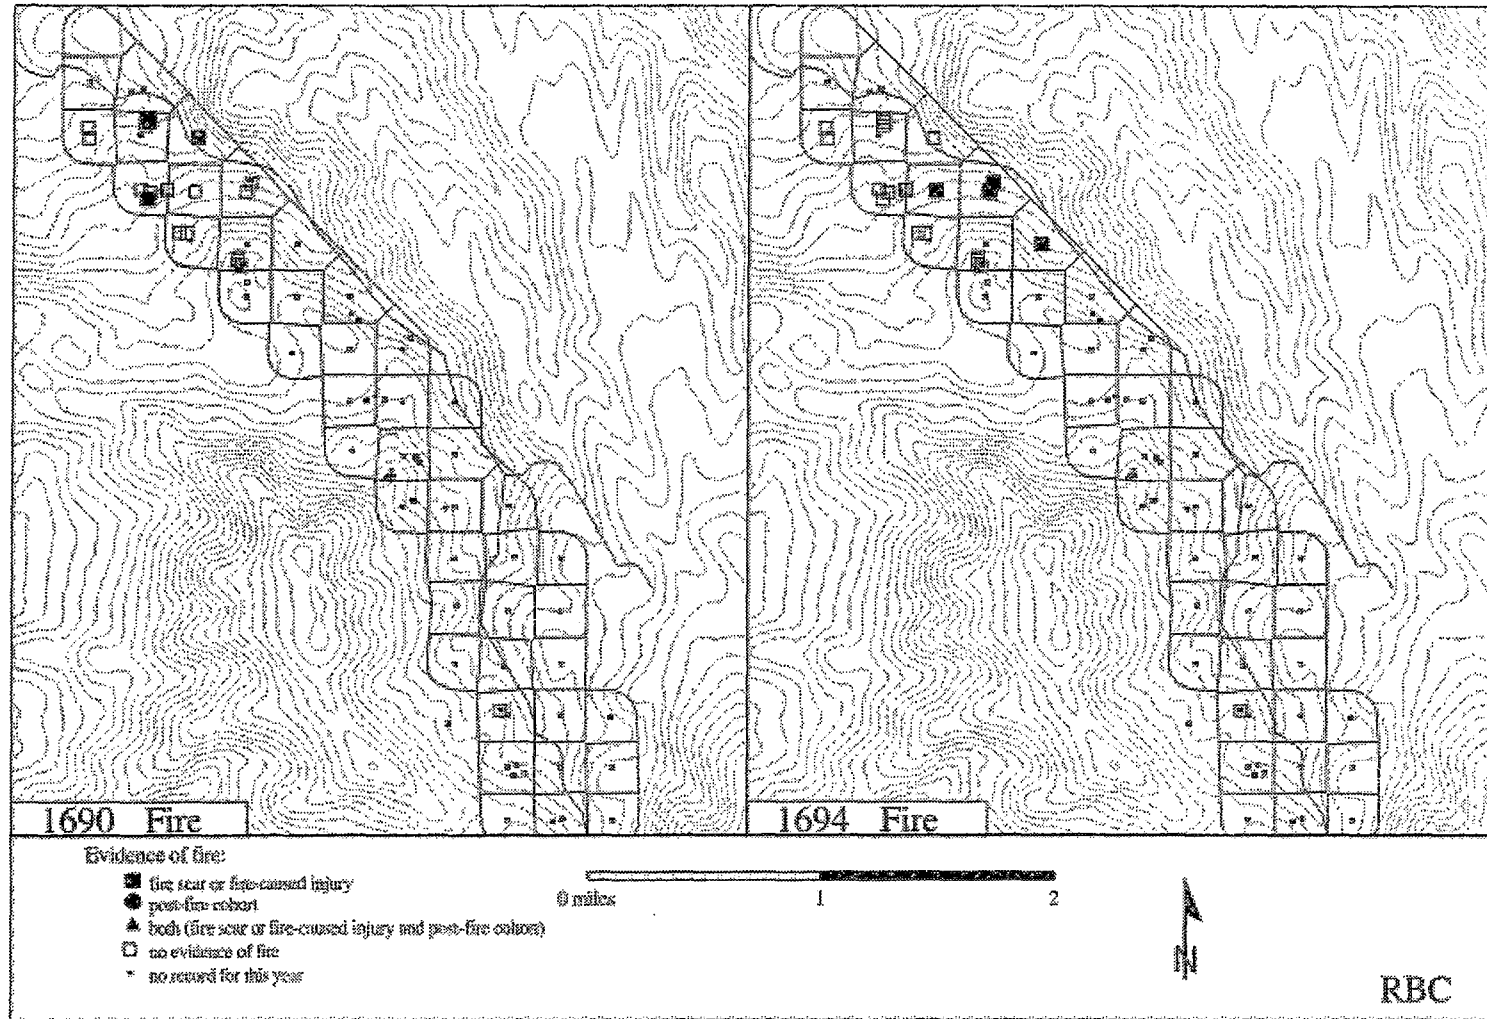 1690 Fire
1694 Fire
Evidence of fire:
fire scar or fire-caused injury
post-fire cohort
both (fire scar or fire-caused injury and post-fire cohort)
no evidence of fire
no record for this year
0 miles 1 2
N
RBC